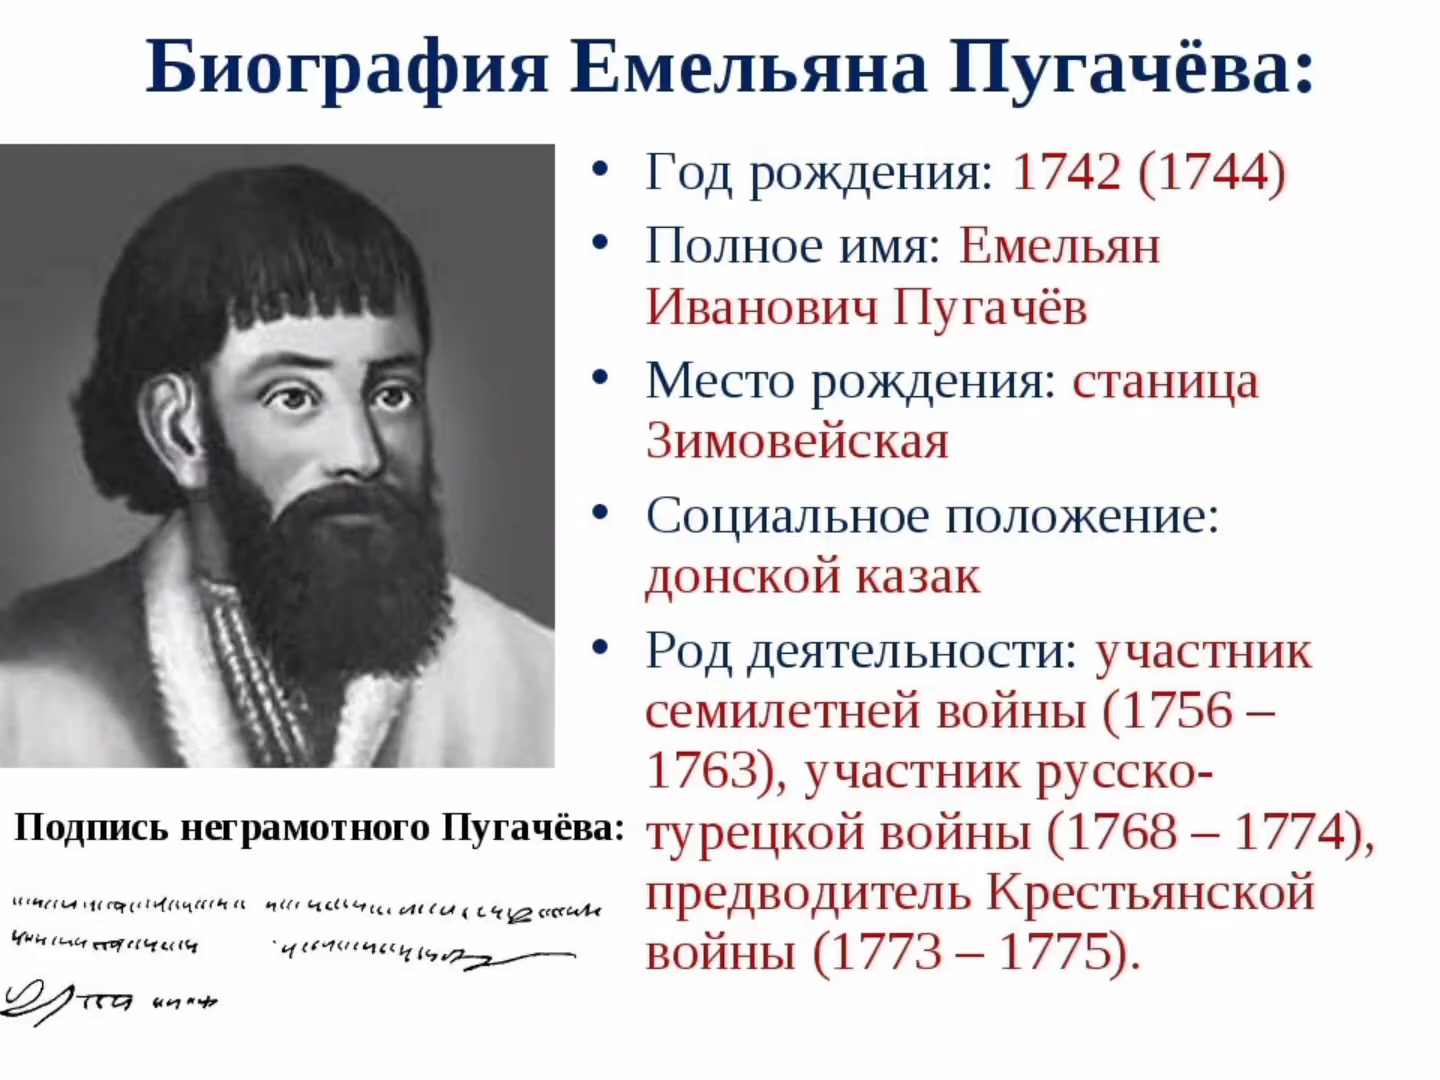 Биография Емельяна Пугачёва:
• Год рождения: 1742 (1744)
• Полное имя: Емельян
Иванович Пугачёв
• Место рождения: станица
Зимовейская
• Социальное положение:
донской казак
• Род деятельности: участник
семилетней войны (1756 –
1763), участник русско-
турецкой войны (1768 – 1774),
предводитель Крестьянской
войны (1773 – 1775).
Подпись неграмотного Пугачёва: